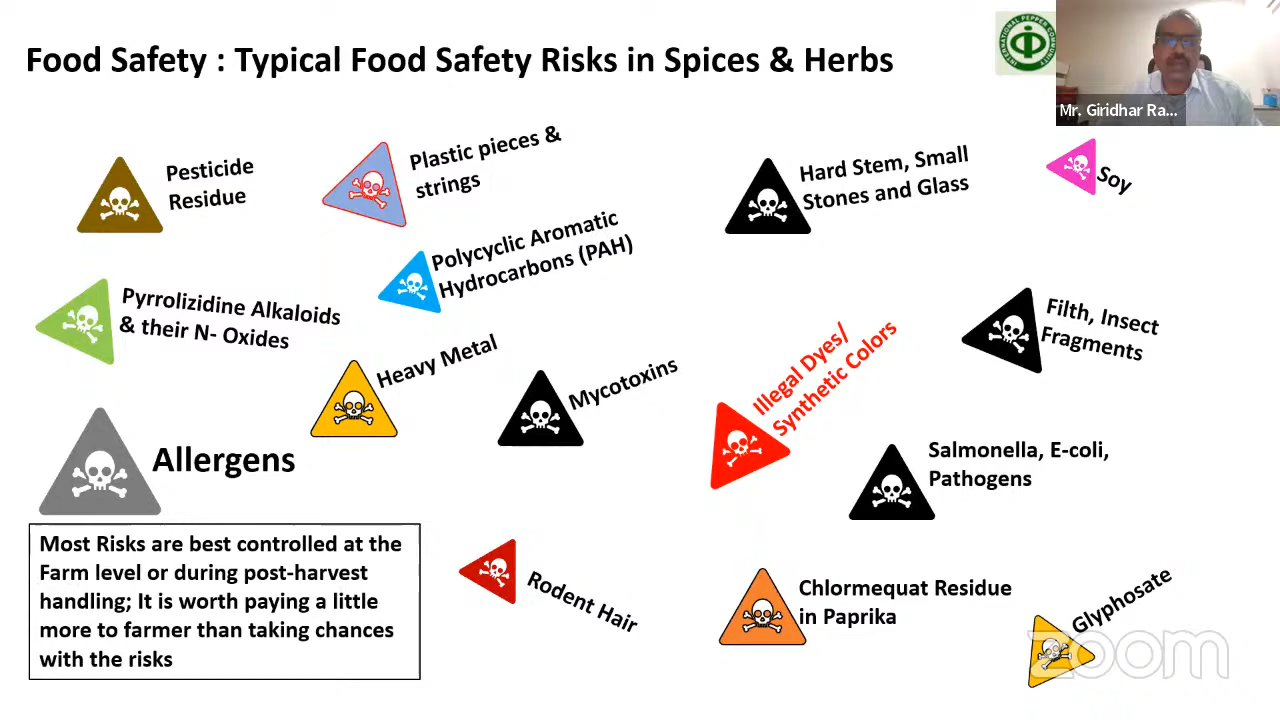 Food Safety : Typical Food Safety Risks in Spices & Herbs
INTERNATIONAL PEPPER COMMUNITY
Mr. Giridhar Ra...
Pesticide
Residue
Plastic pieces &
strings
Hard Stem, Small
Stones and Glass
Soy
Polycyclic Aromatic
Hydrocarbons (PAH)
Pyrrolizidine Alkaloids
& their N- Oxides
Filth, Insect
Fragments
Heavy Metal
Mycotoxins
Illegal Dyes/
Synthetic Colors
Allergens
Salmonella, E-coli,
Pathogens
Most Risks are best controlled at the
Farm level or during post-harvest
handling; It is worth paying a little
more to farmer than taking chances
with the risks
Rodent Hair
Chlormequat Residue
in Paprika
Glyphosate
zoom